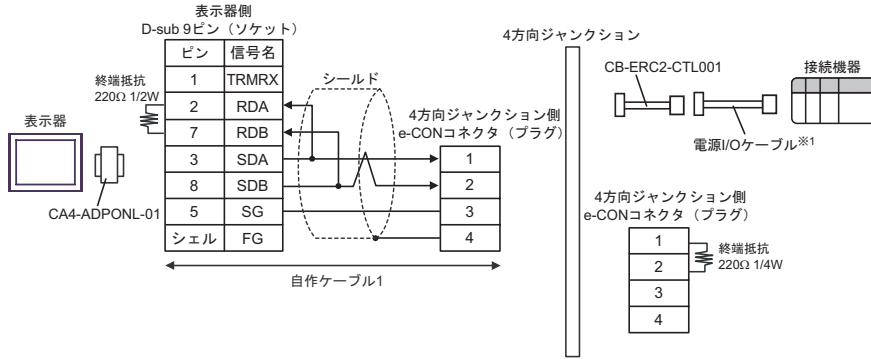 表示器側
D-sub 9ピン（ソケット）
ピン 信号名
1 TRMRX
2 RDA
7 RDB
3 SDA
8 SDB
5 SG
シェル FG
終端抵抗
220Ω 1/2W
表示器
CA4-ADPONL-01
シールド
4方向ジャンクション側
e-CONコネクタ（プラグ）
1
2
3
4
自作ケーブル1
4方向ジャンクション
CB-ERC2-CTL001
接続機器
電源I/Oケーブル※1
4方向ジャンクション側
e-CONコネクタ（プラグ）
1
2
3
4
終端抵抗
220Ω 1/4W